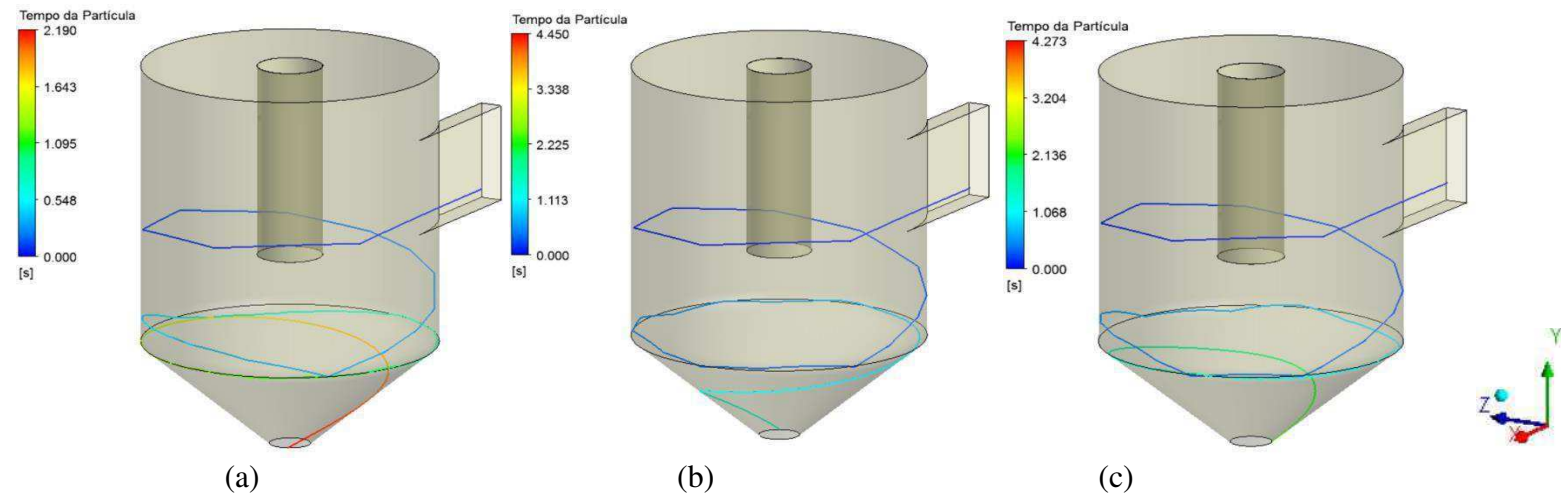 Tempo da Partícula
2.190
1.643
1.095
0.548
0.000
[s]
(a)
Tempo da Partícula
4.450
3.338
2.225
1.113
0.000
[s]
(b)
Tempo da Partícula
4.273
3.204
2.136
1.068
0.000
[s]
(c)
Y
Z
X